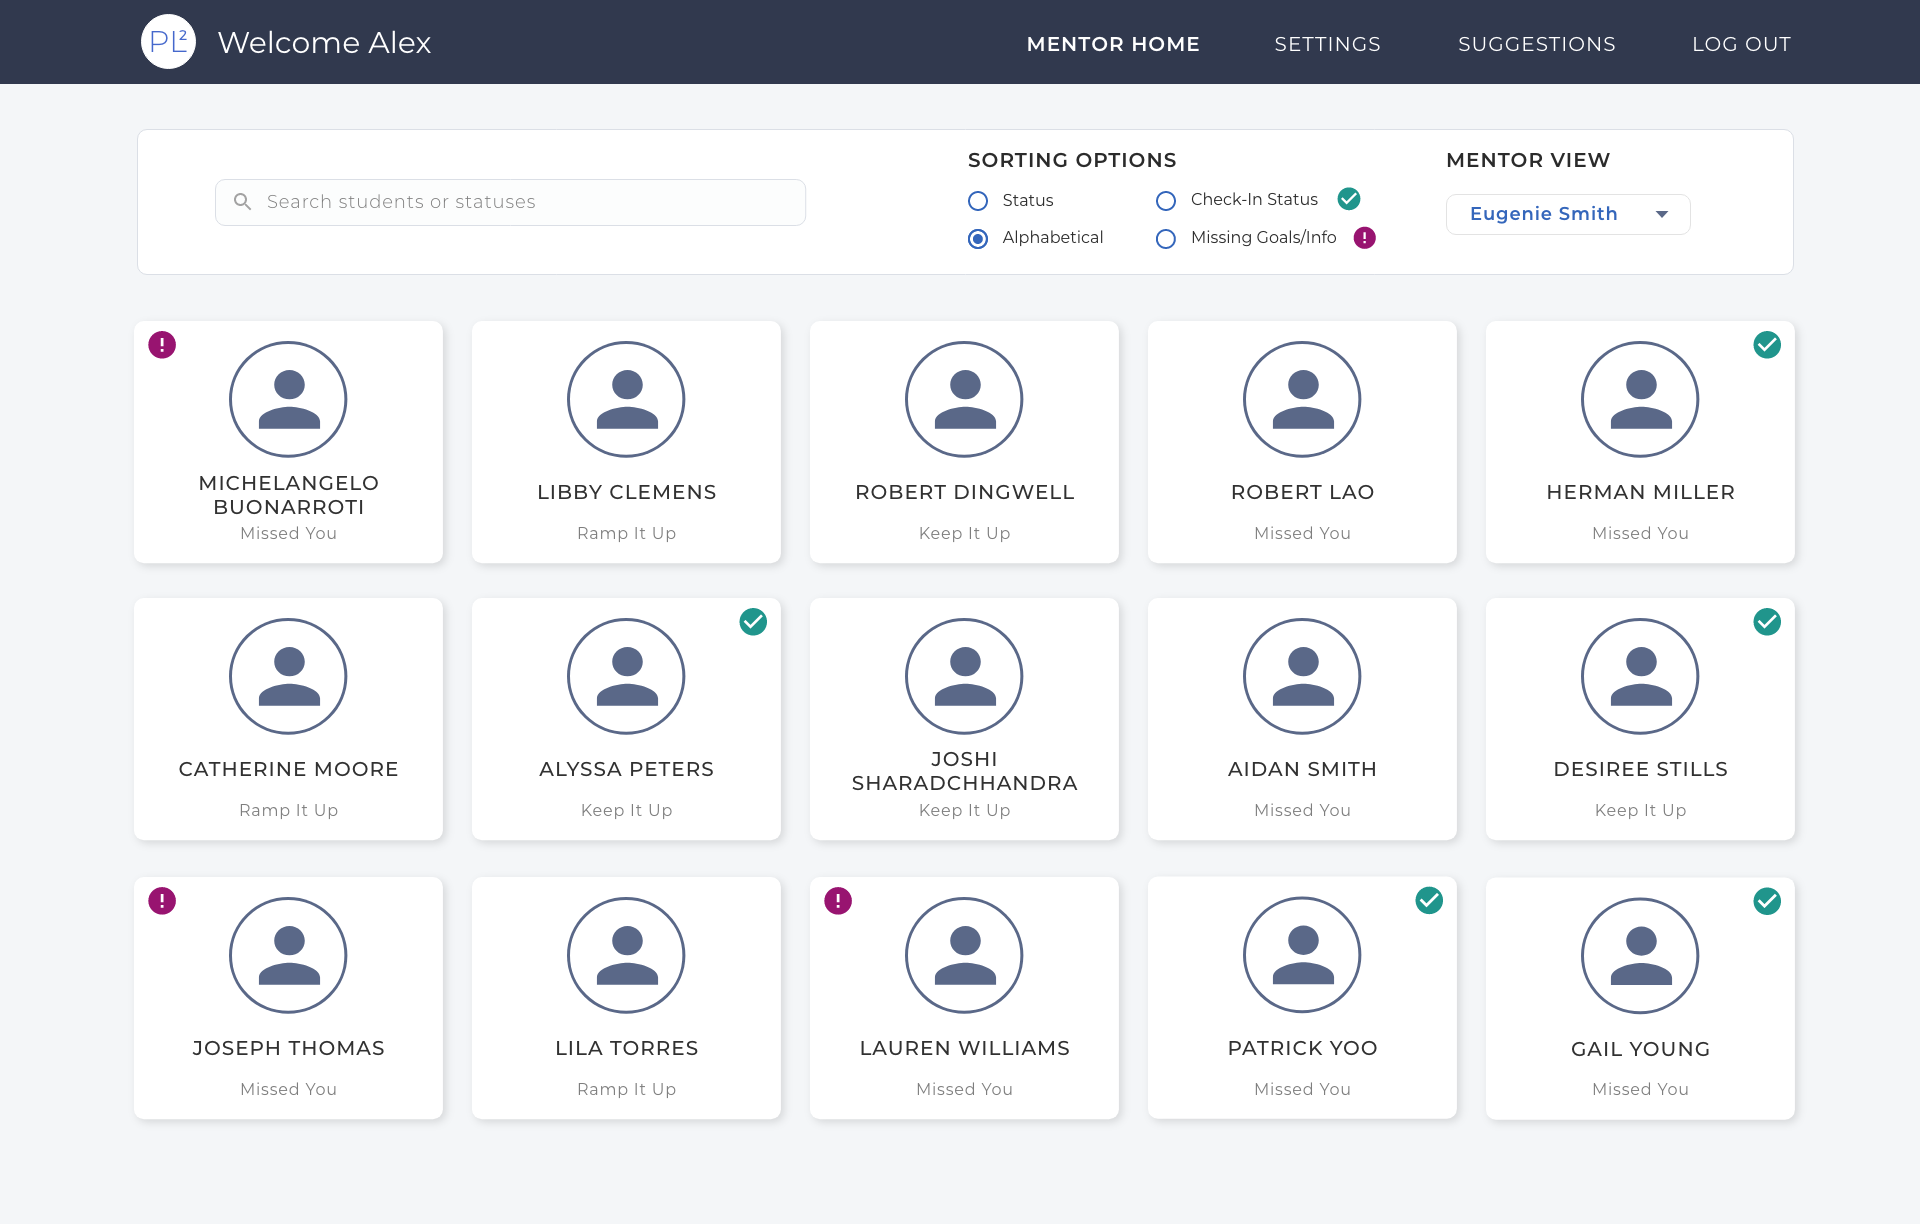 PL²
Welcome Alex
MENTOR HOME
SETTINGS
SUGGESTIONS
LOG OUT
Search students or statuses
SORTING OPTIONS
Status
Check-In Status
Alphabetical
Missing Goals/Info
MENTOR VIEW
Eugenie Smith
MICHELANGELO
BUONARROTI
Missed You
LIBBY CLEMENS
Ramp It Up
ROBERT DINGWELL
Keep It Up
ROBERT LAO
Missed You
HERMAN MILLER
Missed You
CATHERINE MOORE
Ramp It Up
ALYSSA PETERS
Keep It Up
JOSHI
SHARADCHHANDRA
Keep It Up
AIDAN SMITH
Missed You
DESIREE STILLS
Keep It Up
JOSEPH THOMAS
Missed You
LILA TORRES
Ramp It Up
LAUREN WILLIAMS
Missed You
PATRICK YOO
Missed You
GAIL YOUNG
Missed You